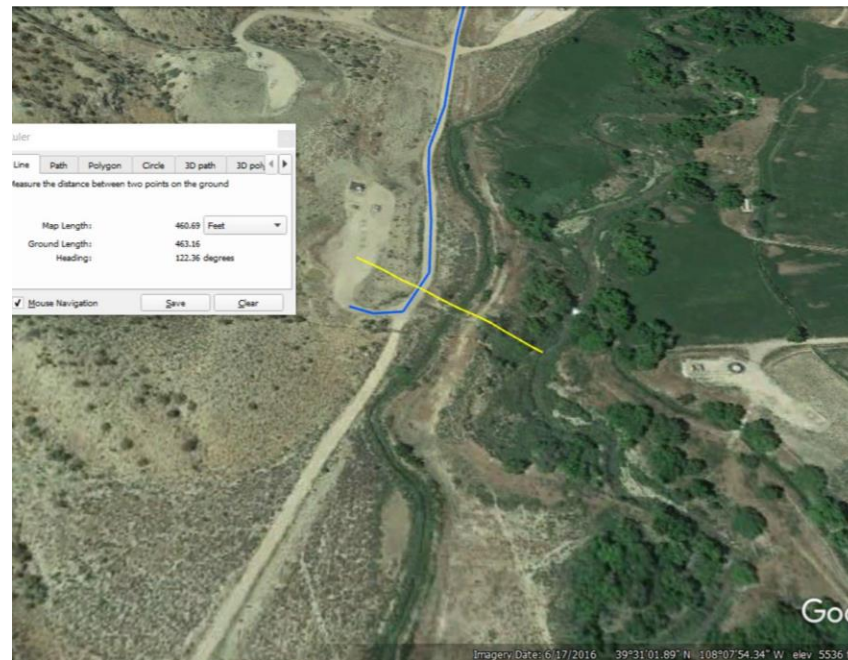 uler
Line Path Polygon Circle 3D path 3D poly
Measure the distance between two points on the ground
Map Length: 460.69 Feet
Ground Length: 463.16
Heading: 122.36 degrees
Mouse Navigation Save Clear
Goo
Imagery Date: 6/17/2016 39°31'01.89" N 108°07'54.34" W elev 5536